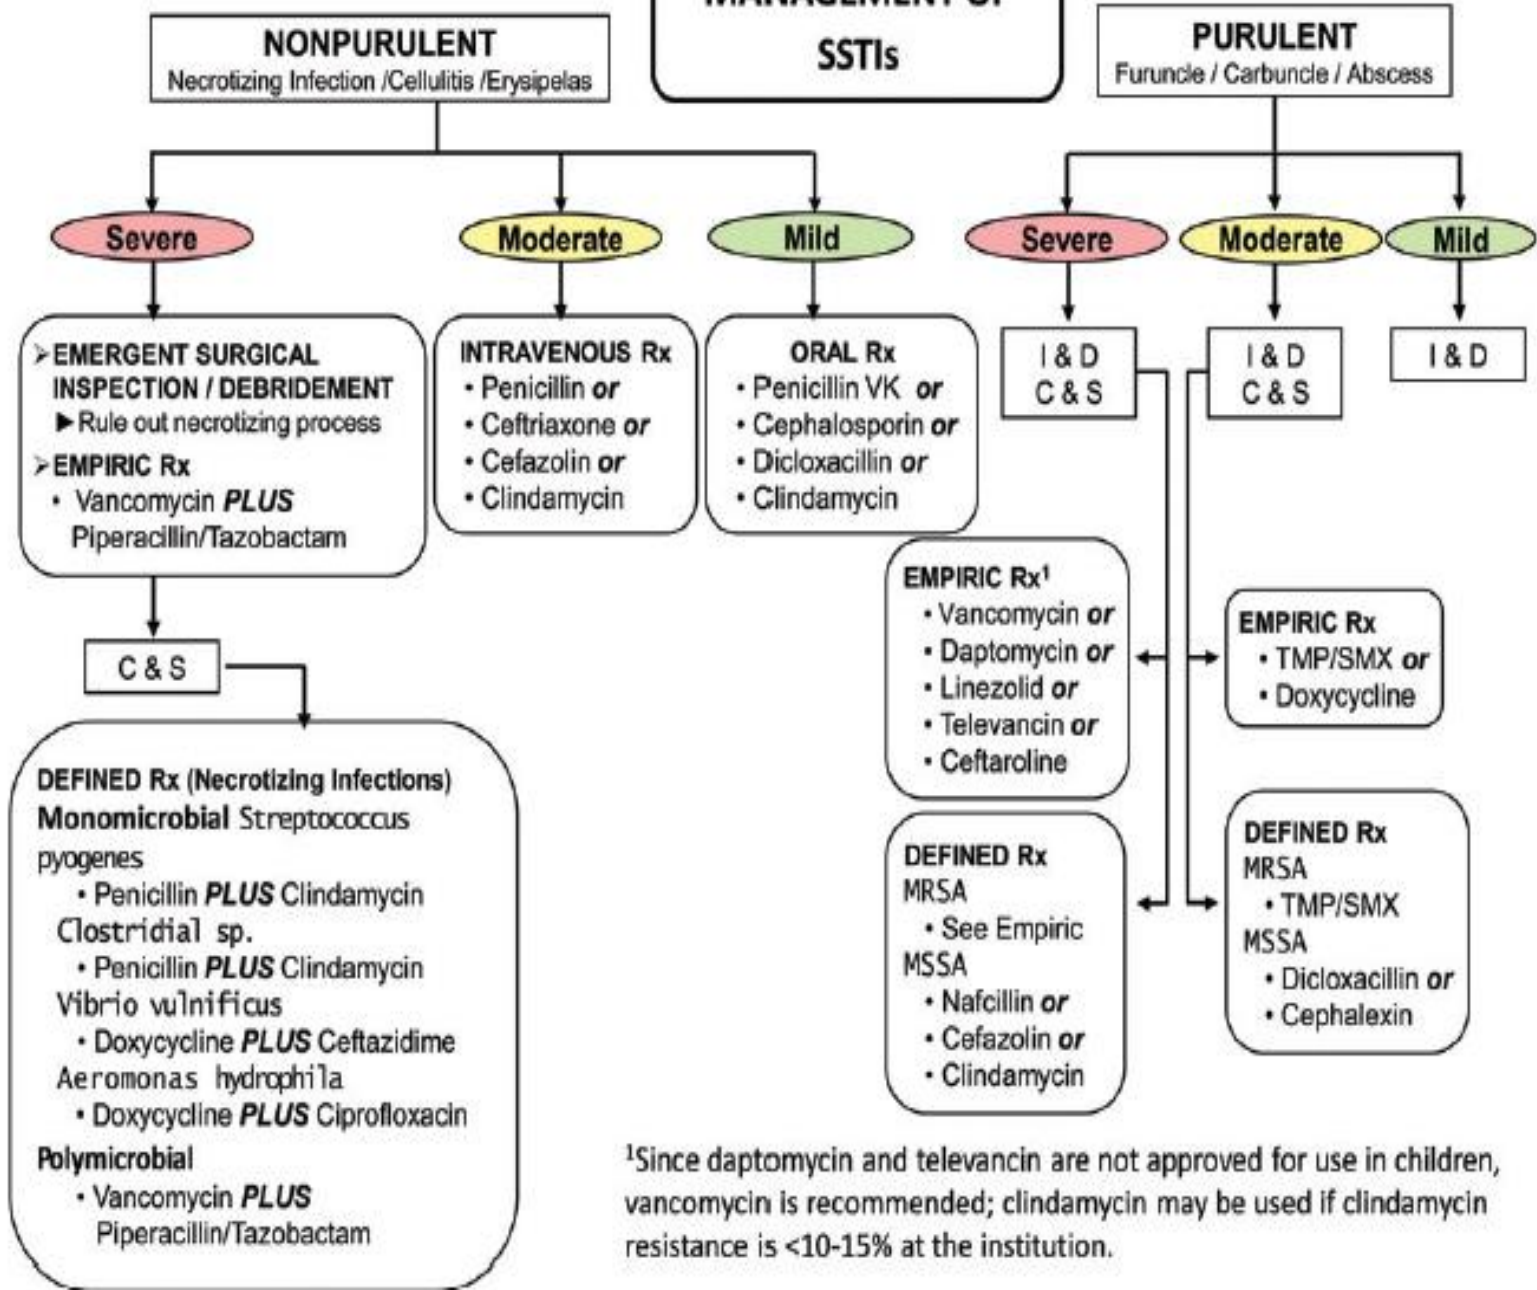 MANAGEMENT OF
SSTIs
NONPURULENT
Necrotizing Infection /Cellulitis /Erysipelas
Severe
Moderate
Mild
➢EMERGENT SURGICAL
INSPECTION / DEBRIDEMENT
►Rule out necrotizing process
➢EMPIRIC Rx
• Vancomycin PLUS
Piperacillin/Tazobactam
INTRAVENOUS Rx
• Penicillin or
• Ceftriaxone or
• Cefazolin or
• Clindamycin
ORAL Rx
• Penicillin VK or
• Cephalosporin or
• Dicloxacillin or
• Clindamycin
C & S
DEFINED Rx (Necrotizing Infections)
Monomicrobial Streptococcus
pyogenes
• Penicillin PLUS Clindamycin
Clostridial sp.
• Penicillin PLUS Clindamycin
Vibrio vulnificus
• Doxycycline PLUS Ceftazidime
Aeromonas hydrophila
• Doxycycline PLUS Ciprofloxacin
Polymicrobial
• Vancomycin PLUS
Piperacillin/Tazobactam
PURULENT
Furuncle / Carbuncle / Abscess
Severe
Moderate
Mild
I & D
C & S
I & D
C & S
I & D
EMPIRIC Rx¹
• Vancomycin or
• Daptomycin or
• Linezolid or
• Televancin or
• Ceftaroline
EMPIRIC Rx
• TMP/SMX or
• Doxycycline
DEFINED Rx
MRSA
• See Empiric
MSSA
• Nafcillin or
• Cefazolin or
• Clindamycin
DEFINED Rx
MRSA
• TMP/SMX
MSSA
• Dicloxacillin or
• Cephalexin
¹Since daptomycin and televancin are not approved for use in children,
vancomycin is recommended; clindamycin may be used if clindamycin
resistance is <10-15% at the institution.